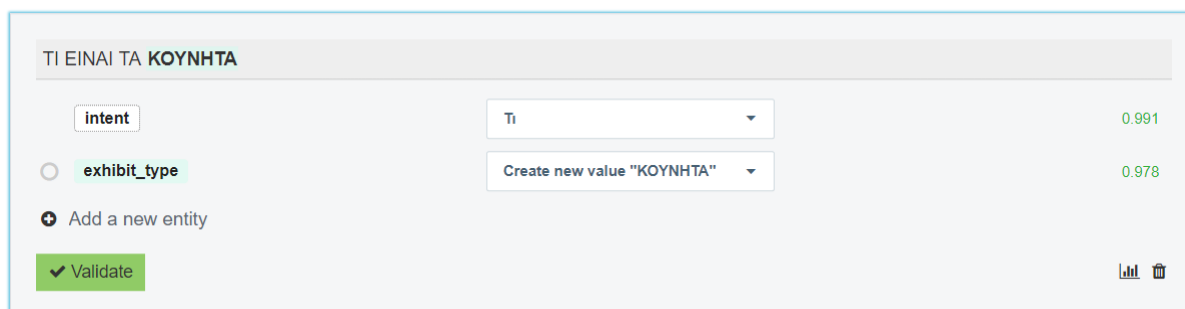 ΤΙ ΕΙΝΑΙ ΤΑ ΚΟΥΝΗΤΑ
intent Τι 0.991
exhibit_type Create new value "ΚΟΥΝΗΤΑ" 0.978
Add a new entity
Validate